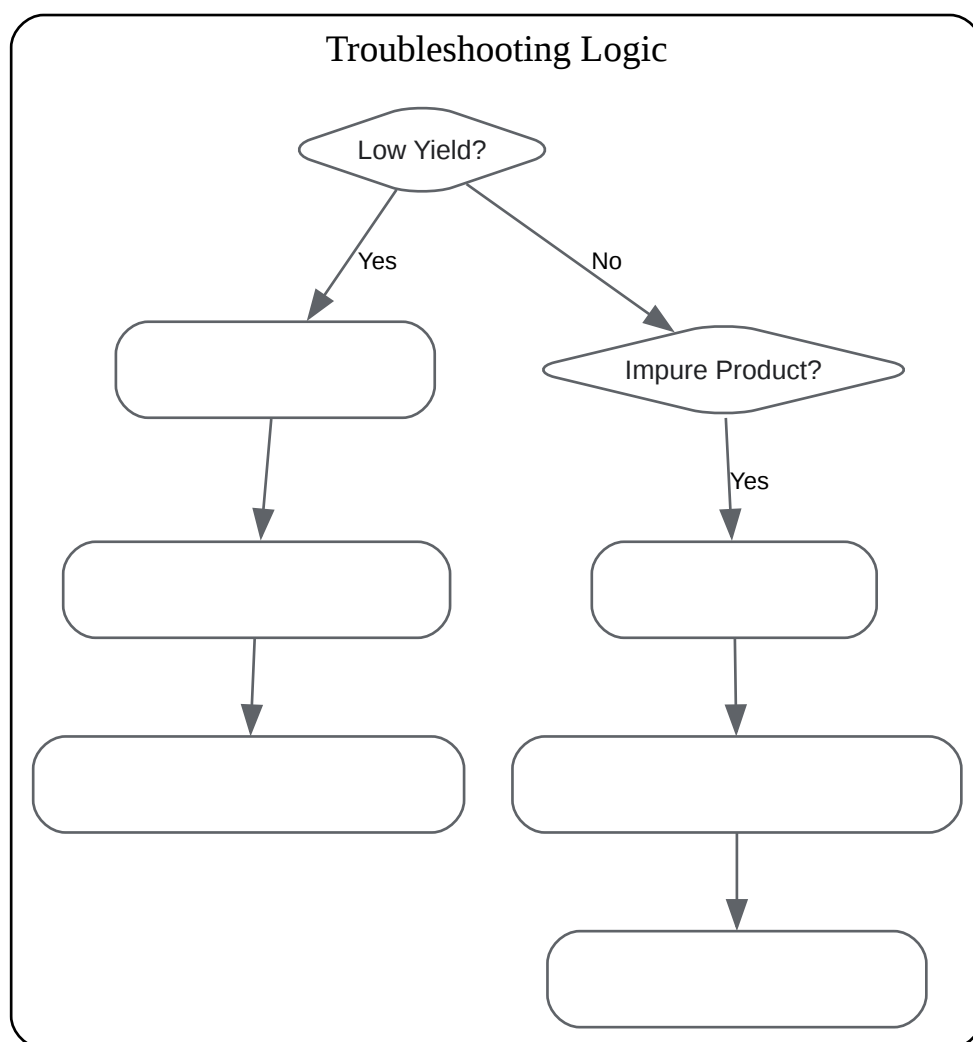 Troubleshooting Logic
Low Yield?
Yes
No
Impure Product?
Yes